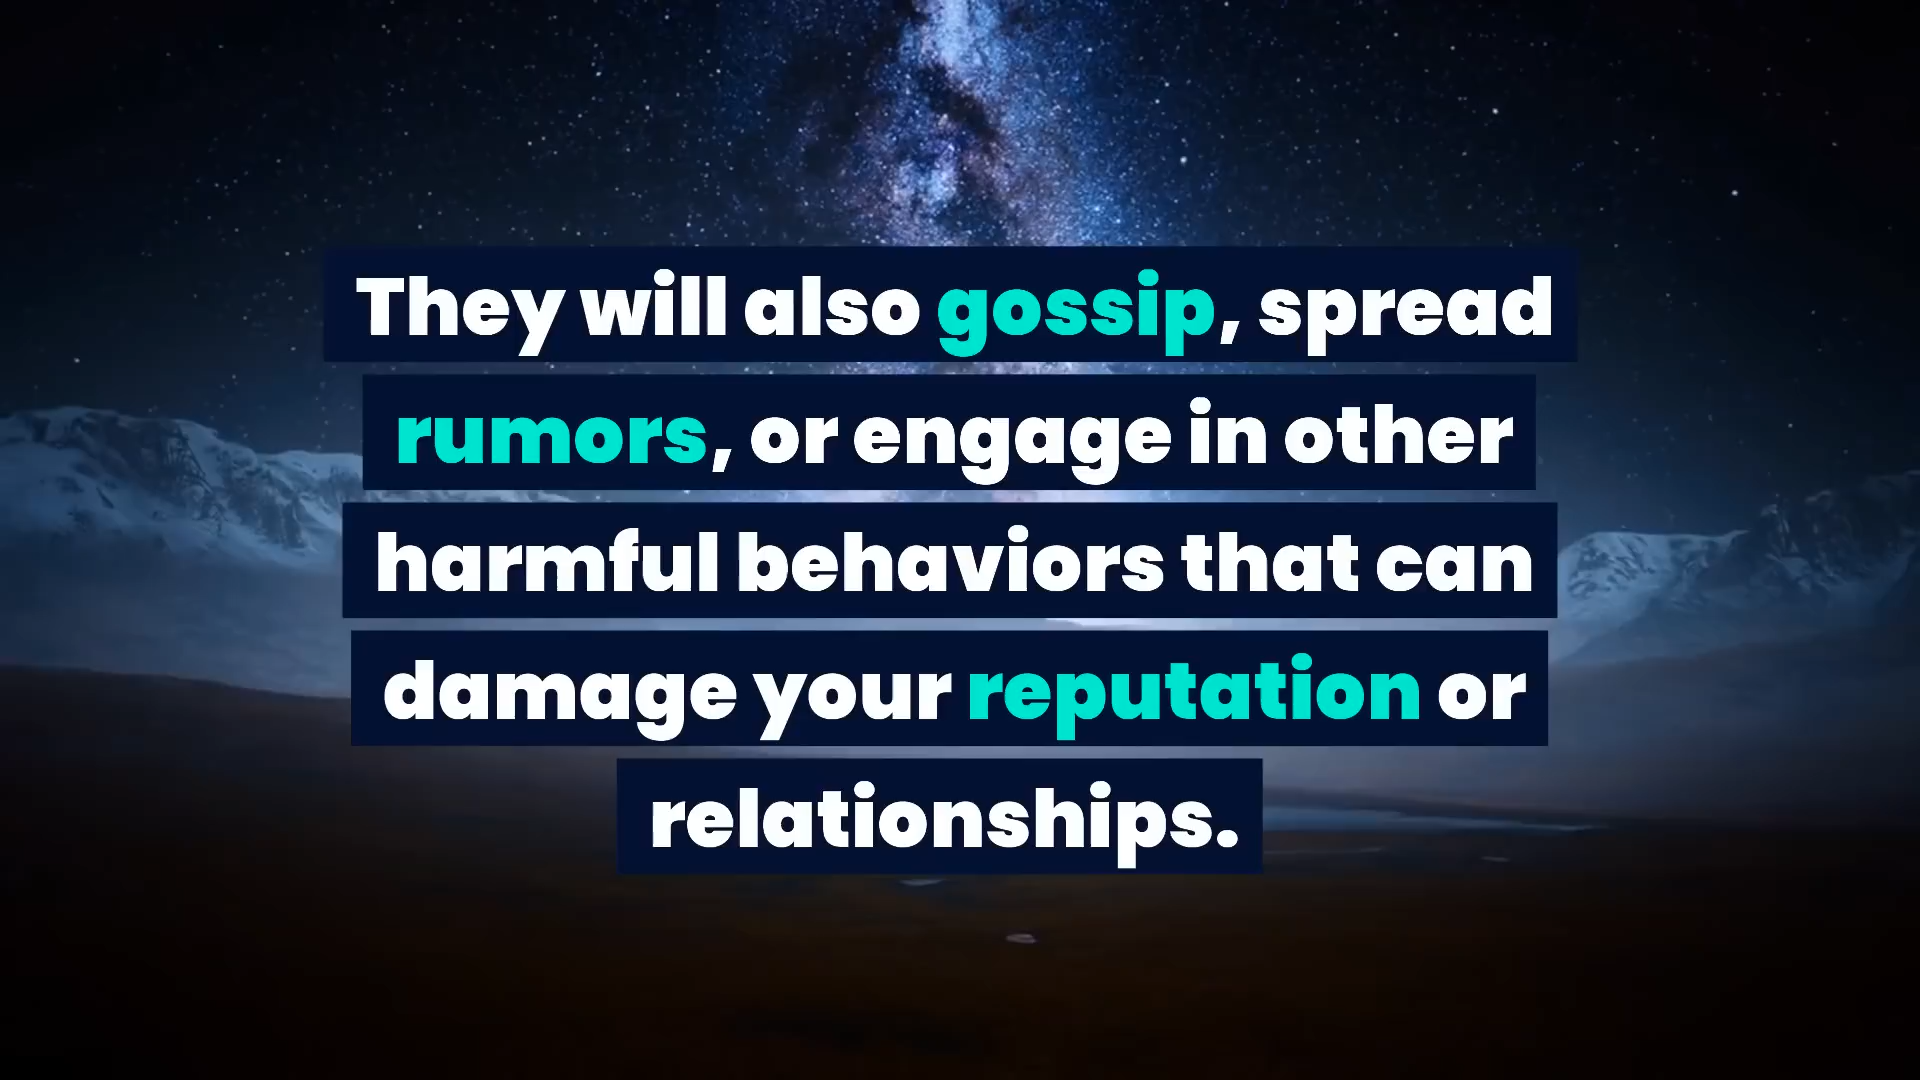 They will also gossip, spread
rumors, or engage in other
harmful behaviors that can
damage your reputation or
relationships.